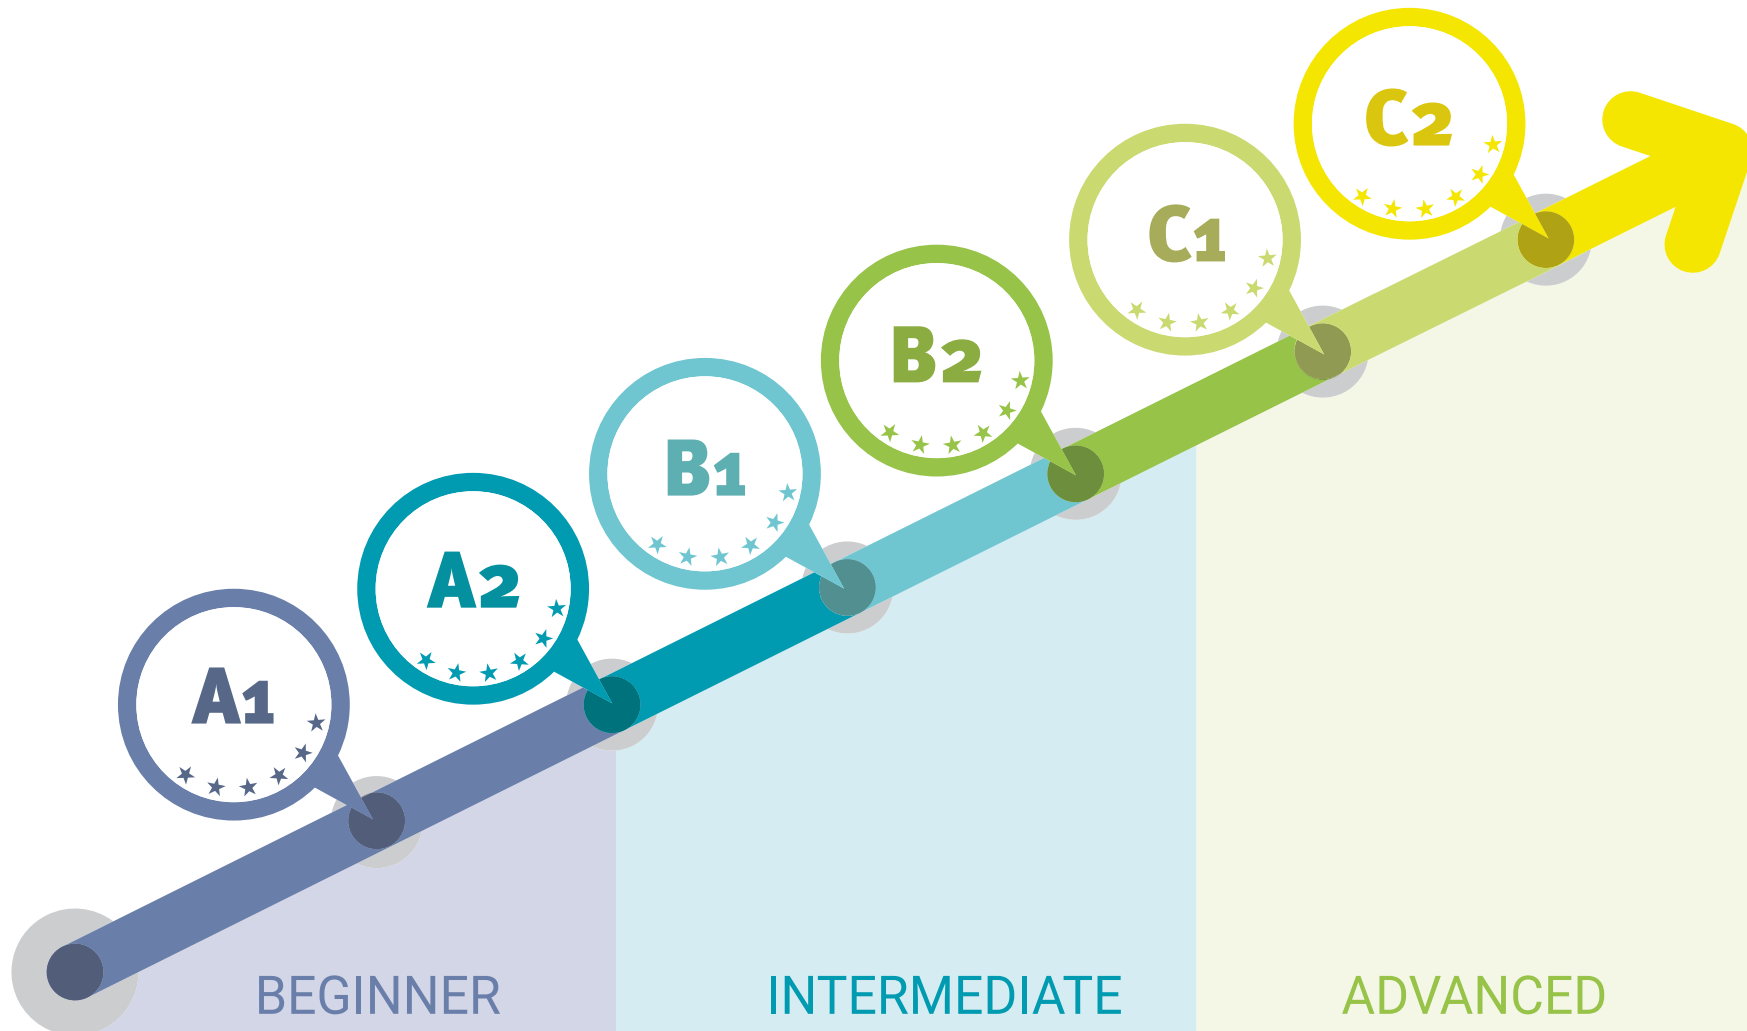 C2
C1
B2
B1
A2
A1
BEGINNER
INTERMEDIATE
ADVANCED